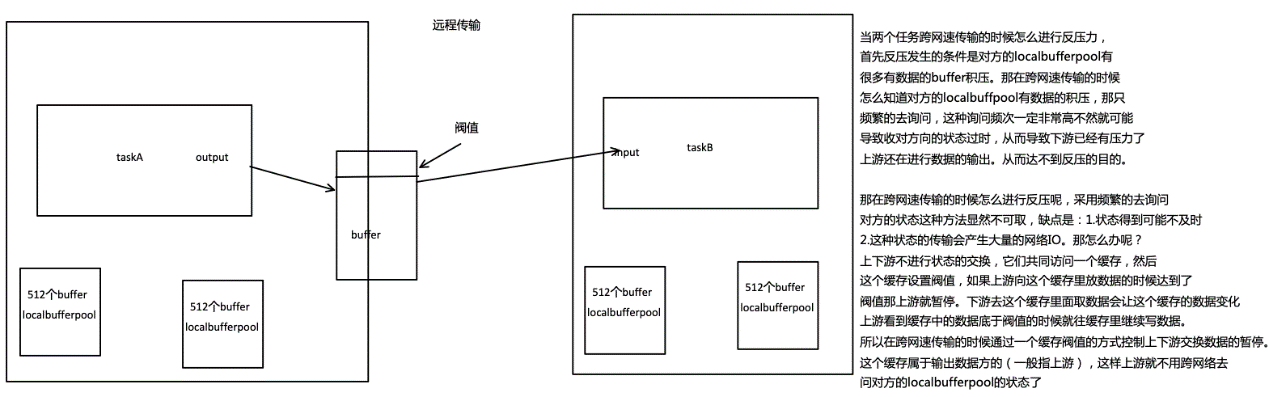 远程传输
阀值
taskA
output
buffer
512个buffer
localbufferpool
512个buffer
localbufferpool
input
taskB
512个buffer
localbufferpool
512个buffer
localbufferpool
当两个任务跨网速传输的时候怎么进行反压力，
首先反压发生的条件是对方的localbufferpool有
很多有数据的buffer积压。那在跨网速传输的时候
怎么知道对方的localbuffpool有数据的积压，那只
频繁的去询问，这种询问频次一定非常高不然就可能
导致收对方向的状态过时，从而导致下游已经有压力了
上游还在进行数据的输出。从而达不到反压的目的。
那在跨网速传输的时候怎么进行反压呢，采用频繁的去询问
对方的状态这种方法显然不可取，缺点是：1.状态得到可能不及时
2.这种状态的传输会产生大量的网络IO。那怎么办呢？
上下游不进行状态的交换，它们共同访问一个缓存，然后
这个缓存设置阀值，如果上游向这个缓存里放数据的时候达到了
阀值那上游就暂停。下游去这个缓存里面取数据会让这个缓存的数据变化
上游看到缓存中的数据底于阀值的时候就往缓存里继续写数据。
所以在跨网速传输的时候通过一个缓存阀值的方式控制上下游交换数据的暂停。
这个缓存属于输出数据方的（一般指上游），这样上游就不用跨网络去
问对方的localbufferpool的状态了